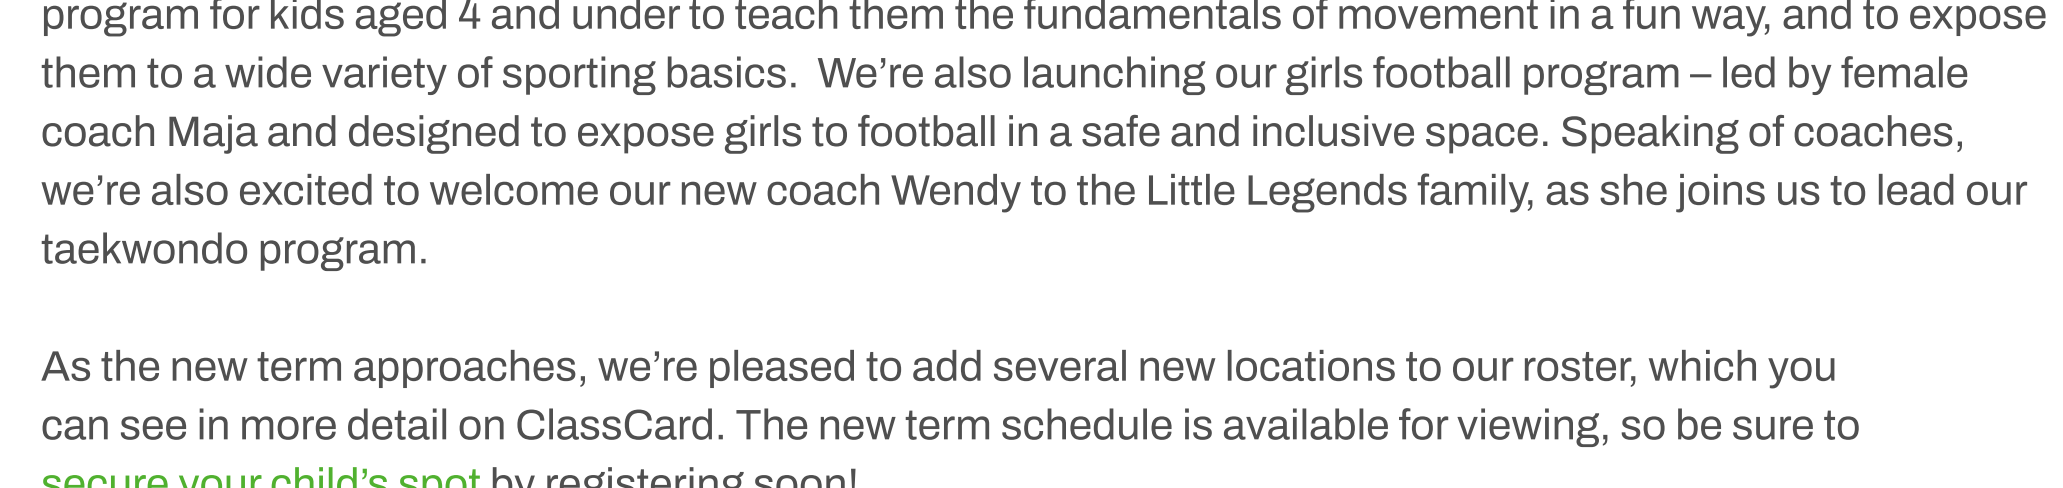 program for kids aged 4 and under to teach them the fundamentals of movement in a fun way, and to expose
them to a wide variety of sporting basics.  We’re also launching our girls football program – led by female
coach Maja and designed to expose girls to football in a safe and inclusive space. Speaking of coaches,
we’re also excited to welcome our new coach Wendy to the Little Legends family, as she joins us to lead our
taekwondo program.
As the new term approaches, we’re pleased to add several new locations to our roster, which you
can see in more detail on ClassCard. The new term schedule is available for viewing, so be sure to
secure your child’s spot by registering soon!